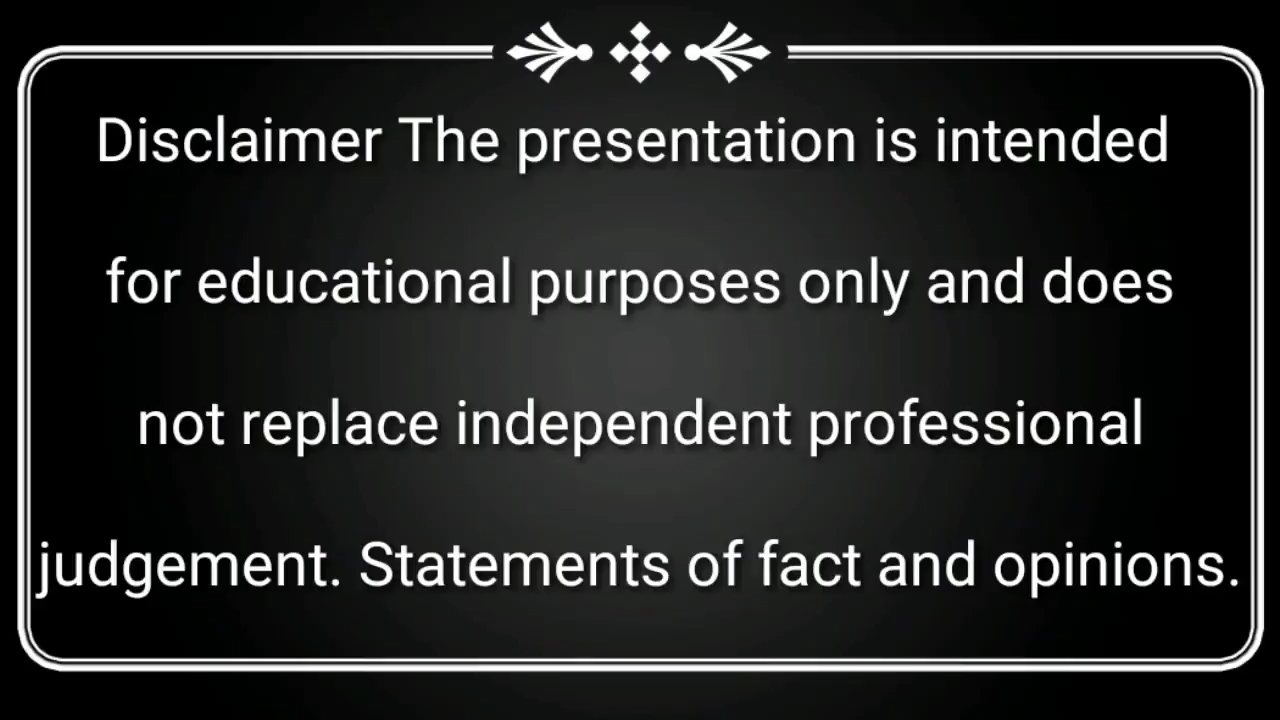 Disclaimer The presentation is intended
for educational purposes only and does
not replace independent professional
judgement. Statements of fact and opinions.